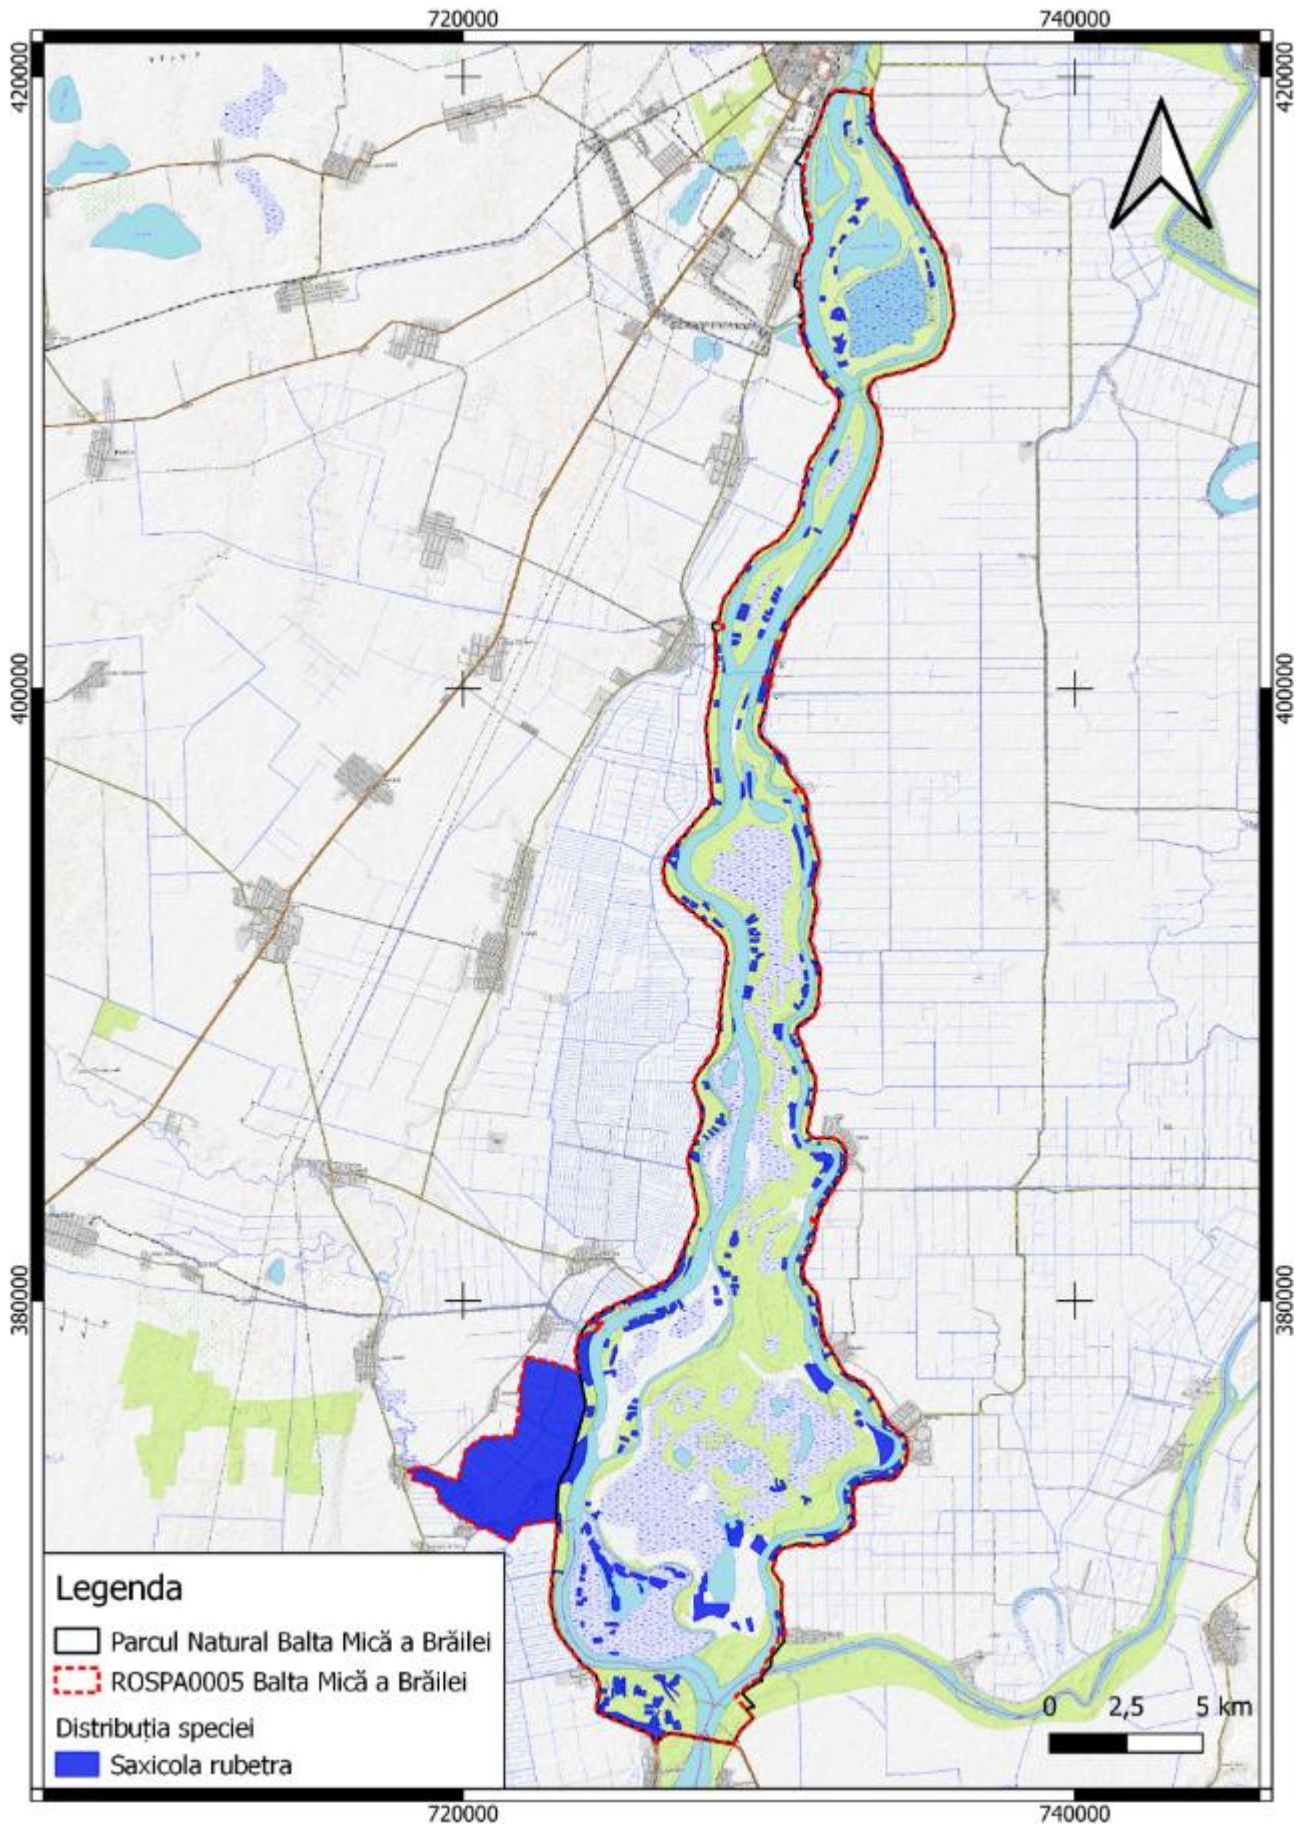 720000 740000
420000 420000
400000 400000
380000 380000
Legenda
Parcul Natural Balta Mică a Brăilei
ROSPA0005 Balta Mică a Brăilei
Distribuția speciei
Saxicola rubetra
0 2,5 5 km
720000 740000